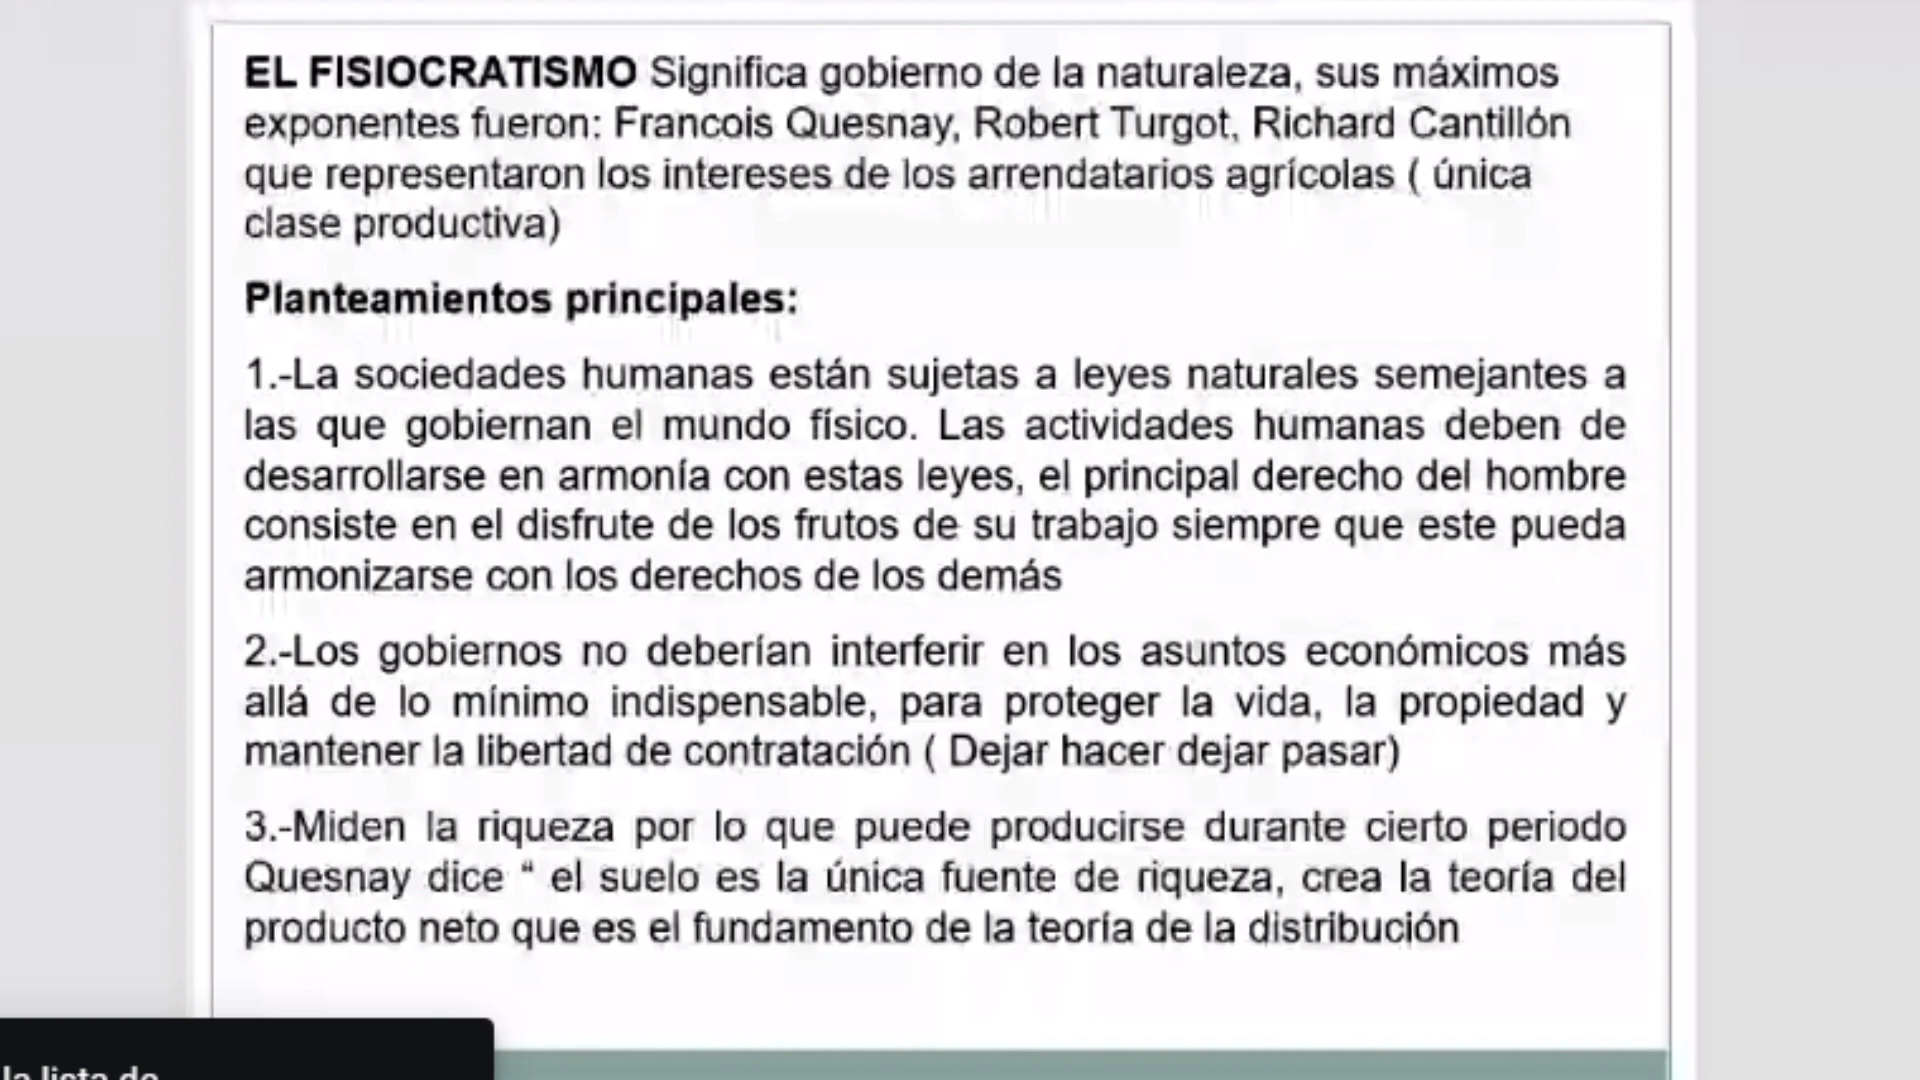 EL FISIOCRATISMO Significa gobierno de la naturaleza, sus máximos
exponentes fueron: Francois Quesnay, Robert Turgot, Richard Cantillón
que representaron los intereses de los arrendatarios agrícolas ( única
clase productiva)
Planteamientos principales:
1.-La sociedades humanas están sujetas a leyes naturales semejantes a
las que gobiernan el mundo físico. Las actividades humanas deben de
desarrollarse en armonía con estas leyes, el principal derecho del hombre
consiste en el disfrute de los frutos de su trabajo siempre que este pueda
armonizarse con los derechos de los demás
2.-Los gobiernos no deberían interferir en los asuntos económicos más
allá de lo mínimo indispensable, para proteger la vida, la propiedad y
mantener la libertad de contratación ( Dejar hacer dejar pasar)
3.-Miden la riqueza por lo que puede producirse durante cierto periodo
Quesnay dice “ el suelo es la única fuente de riqueza, crea la teoría del
producto neto que es el fundamento de la teoría de la distribución
la lista de